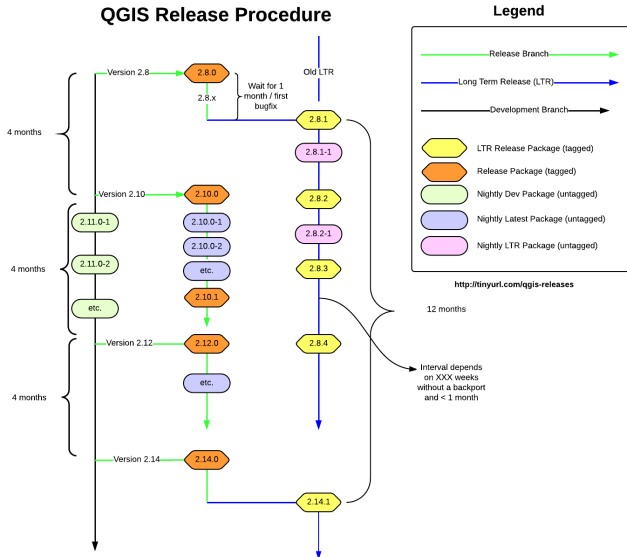 QGIS Release Procedure
Legend
Release Branch
Long Term Release (LTR)
Development Branch
LTR Release Package (tagged)
Release Package (tagged)
Nightly Dev Package (untagged)
Nightly Latest Package (untagged)
Nightly LTR Package (untagged)
http://tinyurl.com/qgis-releases
Old LTR
Version 2.8
2.8.0
2.8.x
Wait for 1
month / first
bugfix
2.8.1
4 months
2.8.1-1
Version 2.10
2.10.0
2.8.2
2.11.0-1
2.10.0-1
2.8.2-1
2.10.0-2
2.11.0-2
etc.
2.8.3
4 months
2.10.1
etc.
12 months
Version 2.12
2.12.0
2.8.4
Interval depends
on XXX weeks
without a backport
and < 1 month
etc.
4 months
Version 2.14
2.14.0
2.14.1